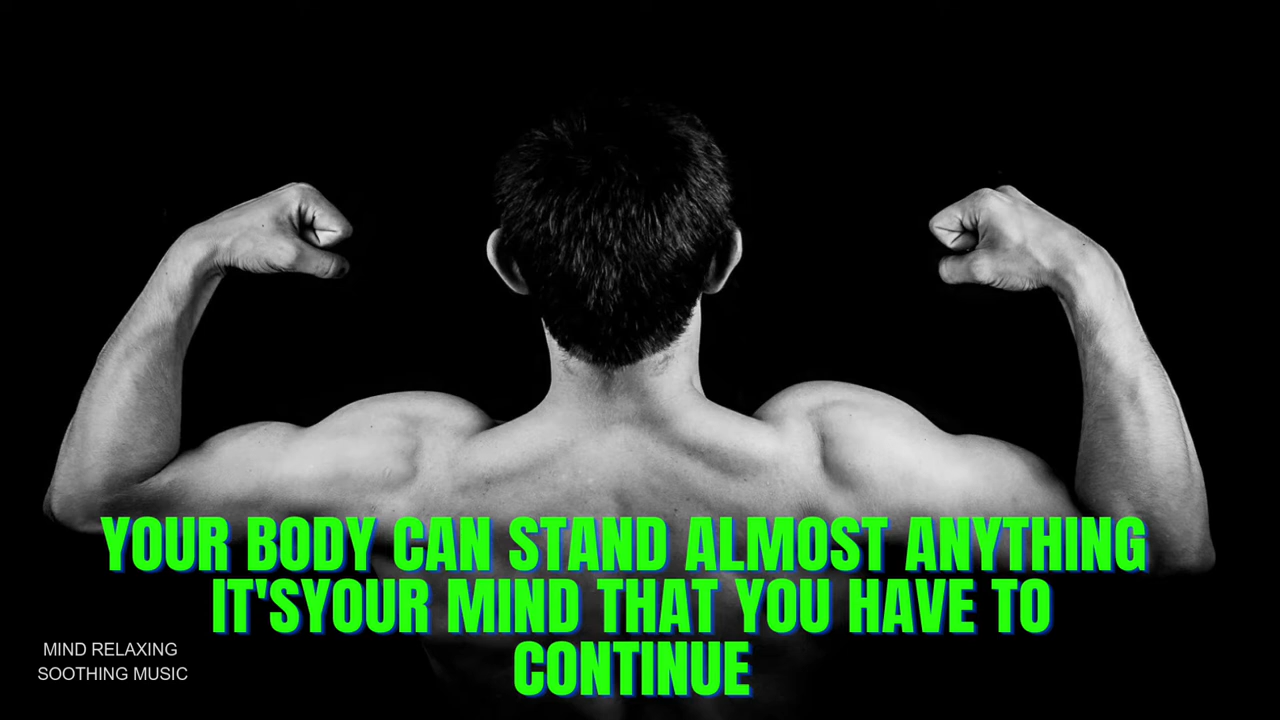 YOUR BODY CAN STAND ALMOST ANYTHING
IT'SYOUR MIND THAT YOU HAVE TO
CONTINUE
MIND RELAXING
SOOTHING MUSIC